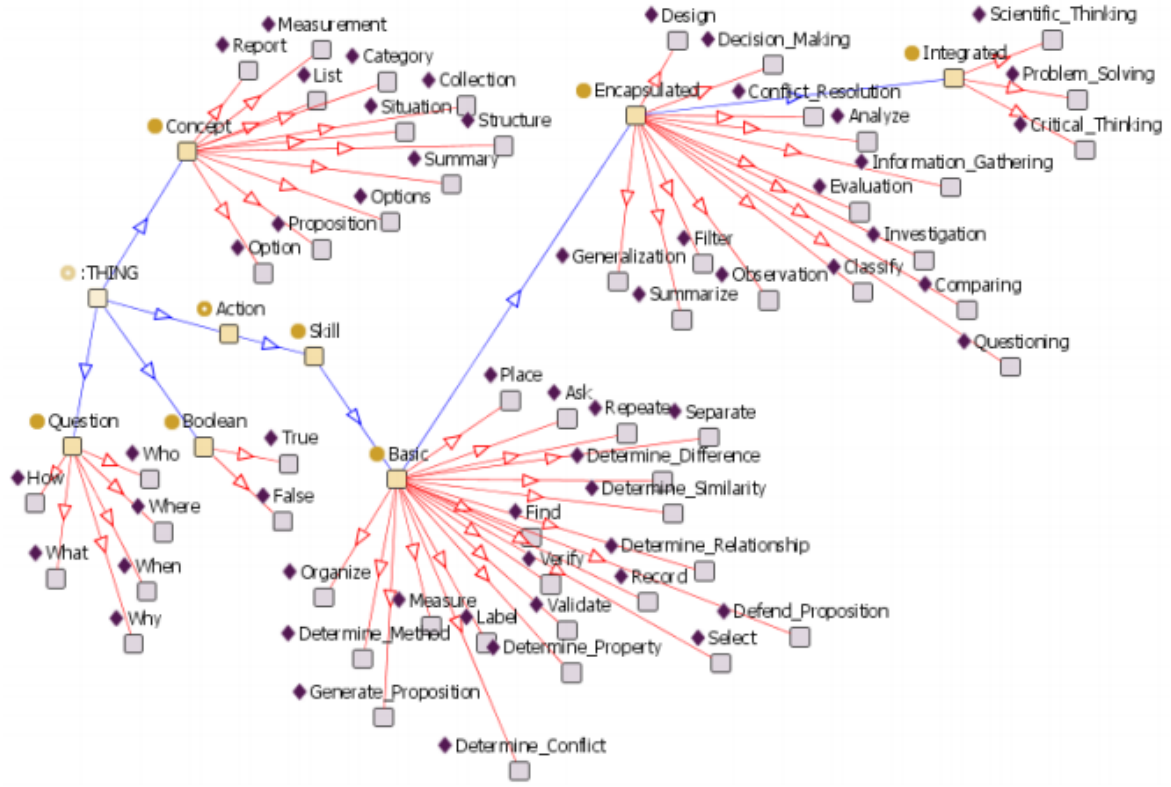 Measurement
Report
Category
List
Collection
Situation
Concept
Structure
Summary
Options
Proposition
Option
:THING
Action
Skill
Question
Boolean
How
Who
Where
What
When
Why
True
False
Basic
Place
Ask
Repeate
Separate
Determine_Difference
Determine_Similarity
Find
Determine_Relationship
Verify
Record
Organize
Measure
Label
Validate
Defend_Proposition
Determine_Method
Determine_Property
Select
Generate_Proposition
Determine_Conflict
Encapsulated
Design
Decision_Making
Conflict_Resolution
Analyze
Information_Gathering
Evaluation
Investigation
Filter
Generalization
Observation
Classify
Summarize
Comparing
Questioning
Integrated
Scientific_Thinking
Problem_Solving
Critical_Thinking